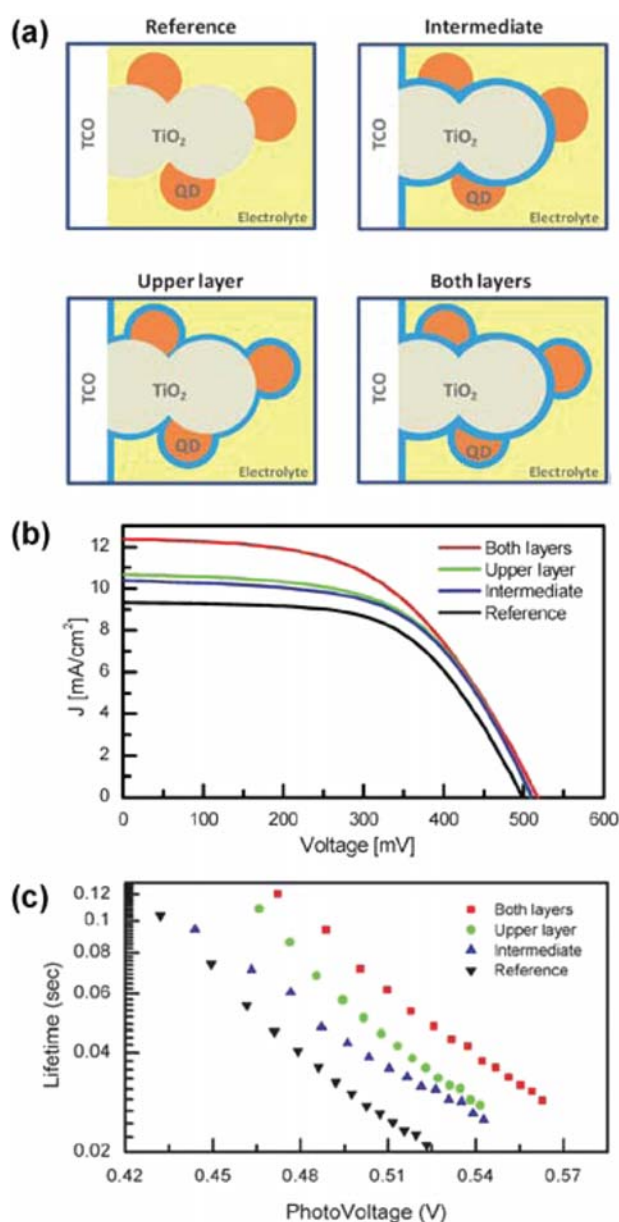 (a)
Reference
Intermediate
TCO
TiO₂
QD
Electrolyte
TCO
TiO₂
QD
Electrolyte
Upper layer
Both layers
TCO
TiO₂
QD
Electrolyte
TCO
TiO₂
QD
Electrolyte
(b)
J [mA/cm²]
12
10
8
6
4
2
0
Both layers
Upper layer
Intermediate
Reference
0 100 200 300 400 500 600
Voltage [mV]
(c)
Lifetime (sec)
0.12
0.1
0.08
0.06
0.04
0.02
Both layers
Upper layer
Intermediate
Reference
0.42 0.45 0.48 0.51 0.54 0.57
PhotoVoltage (V)